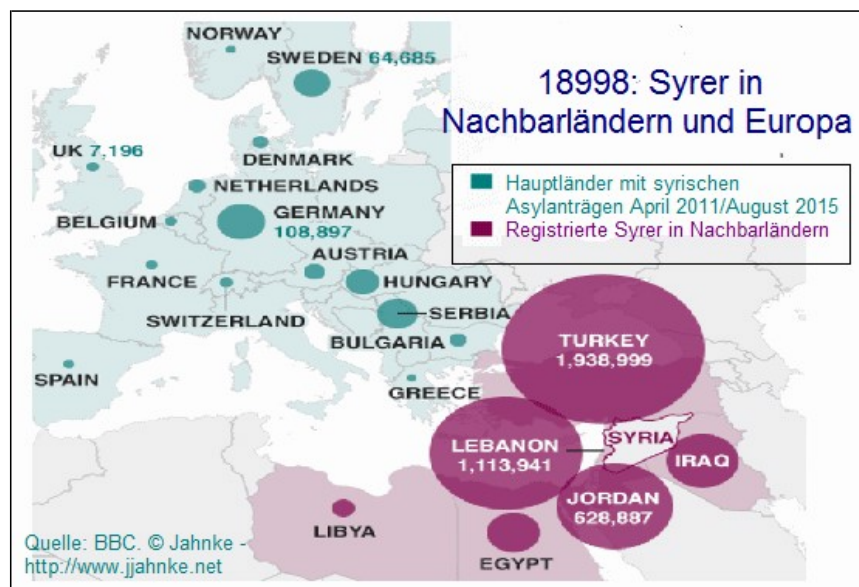 18998: Syrer in
Nachbarländern und Europa
Hauptländer mit syrischen
Asylanträgen April 2011/August 2015
Registrierte Syrer in Nachbarländern
NORWAY
SWEDEN 64,685
UK 7,196
DENMARK
NETHERLANDS
BELGIUM
GERMANY
108,897
AUSTRIA
FRANCE
HUNGARY
SWITZERLAND
SERBIA
BULGARIA
SPAIN
GREECE
TURKEY
1,938,999
LEBANON
1,113,941
SYRIA
IRAQ
JORDAN
628,887
LIBYA
EGYPT
Quelle: BBC. © Jahnke -
http://www.jjahnke.net